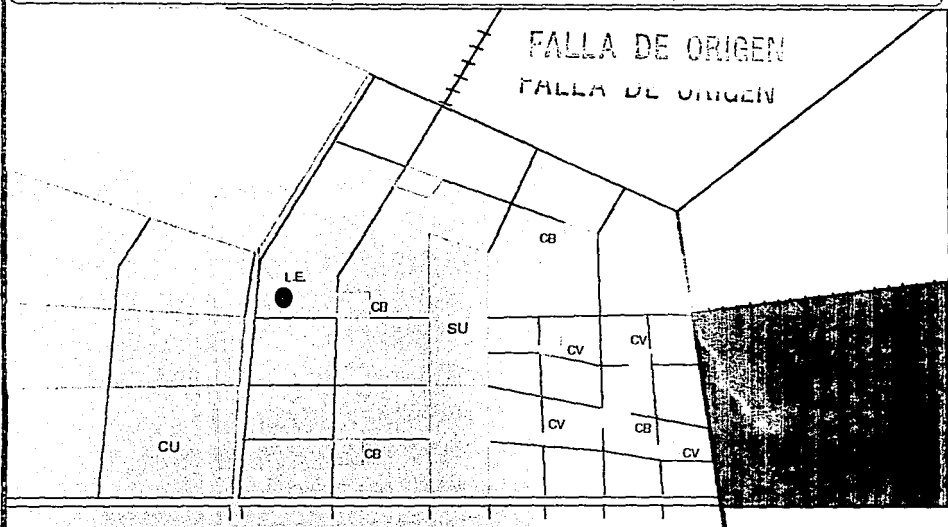 FALLA DE ORIGEN
FALLA DE ORIGEN
CB
I.E.
CB
SU
CV
CV
CV
CB
CU
CB
CV